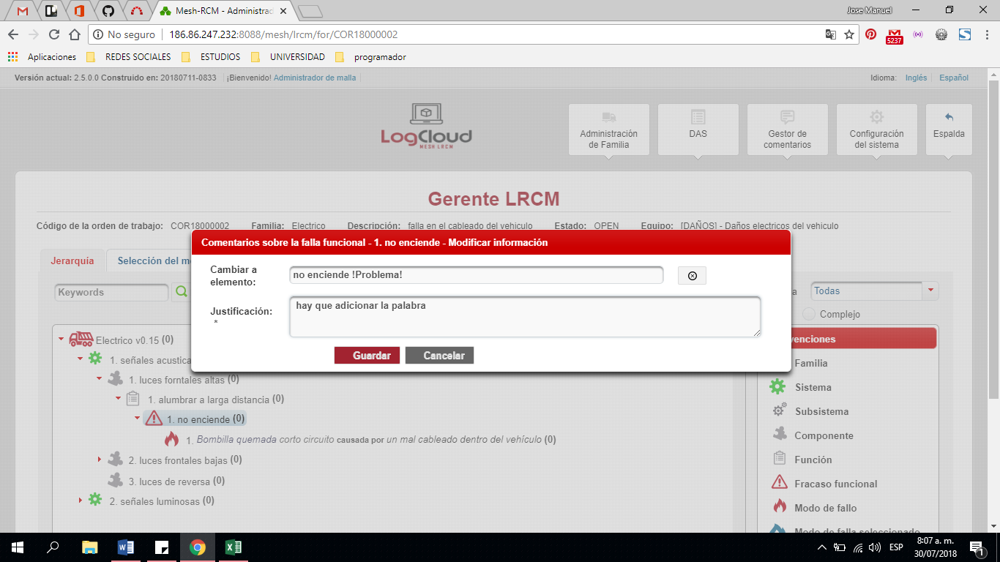 Mesh-RCM - Administrad
Jose Manuel
No seguro | 186.86.247.232:8088/mesh/lrcm/for/COR18000002
5237
Aplicaciones REDES SOCIALES ESTUDIOS UNIVERSIDAD programador
Versión actual: 2.5.0.0 Construido en: 20180711-0833 ¡Bienvenido! Administrador de malla
Idioma: Inglés Español
LogCloud
MESH LRCM
Administración de Familia
DAS
Gestor de comentarios
Configuración del sistema
Espalda
Gerente LRCM
Código de la orden de trabajo: COR18000002 Familia: Electrico Descripción: falla en el cableado del vehiculo Estado: OPEN Equipo: [DAÑOS] - Daños electricos del vehiculo
Comentarios sobre la falla funcional - 1. no enciende - Modificar información
Cambiar a elemento: no enciende !Problema!
Justificación: * hay que adicionar la palabra
Guardar Cancelar
Jerarquía Selección del m
Keywords
a Todas
Complejo
Electrico v0.15 (0)
1. señales acustica
1. luces forntales altas (0)
1. alumbrar a larga distancia (0)
1. no enciende (0)
1. Bombilla quemada corto circuito causada por un mal cableado dentro del vehículo (0)
2. luces frontales bajas (0)
3. luces de reversa (0)
2. señales luminosas (0)
venciones
Familia
Sistema
Subsistema
Componente
Función
Fracaso funcional
Modo de fallo
Modo de falla seleccionado
ESP
8:07 a. m.
30/07/2018
1